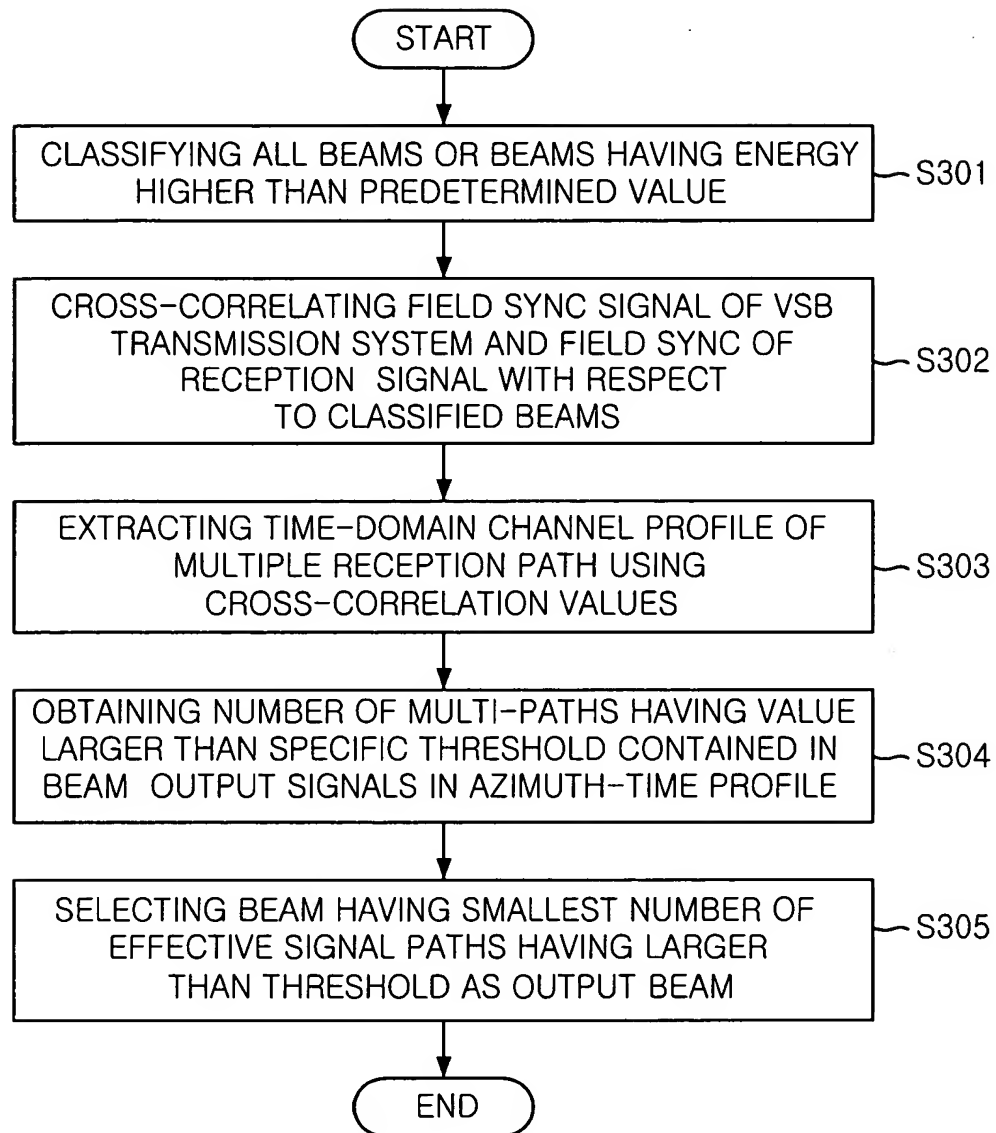 START
CLASSIFYING ALL BEAMS OR BEAMS HAVING ENERGY
HIGHER THAN PREDETERMINED VALUE
S301
CROSS-CORRELATING FIELD SYNC SIGNAL OF VSB
TRANSMISSION SYSTEM AND FIELD SYNC OF
RECEPTION SIGNAL WITH RESPECT
TO CLASSIFIED BEAMS
S302
EXTRACTING TIME-DOMAIN CHANNEL PROFILE OF
MULTIPLE RECEPTION PATH USING
CROSS-CORRELATION VALUES
S303
OBTAINING NUMBER OF MULTI-PATHS HAVING VALUE
LARGER THAN SPECIFIC THRESHOLD CONTAINED IN
BEAM OUTPUT SIGNALS IN AZIMUTH-TIME PROFILE
S304
SELECTING BEAM HAVING SMALLEST NUMBER OF
EFFECTIVE SIGNAL PATHS HAVING LARGER
THAN THRESHOLD AS OUTPUT BEAM
S305
END